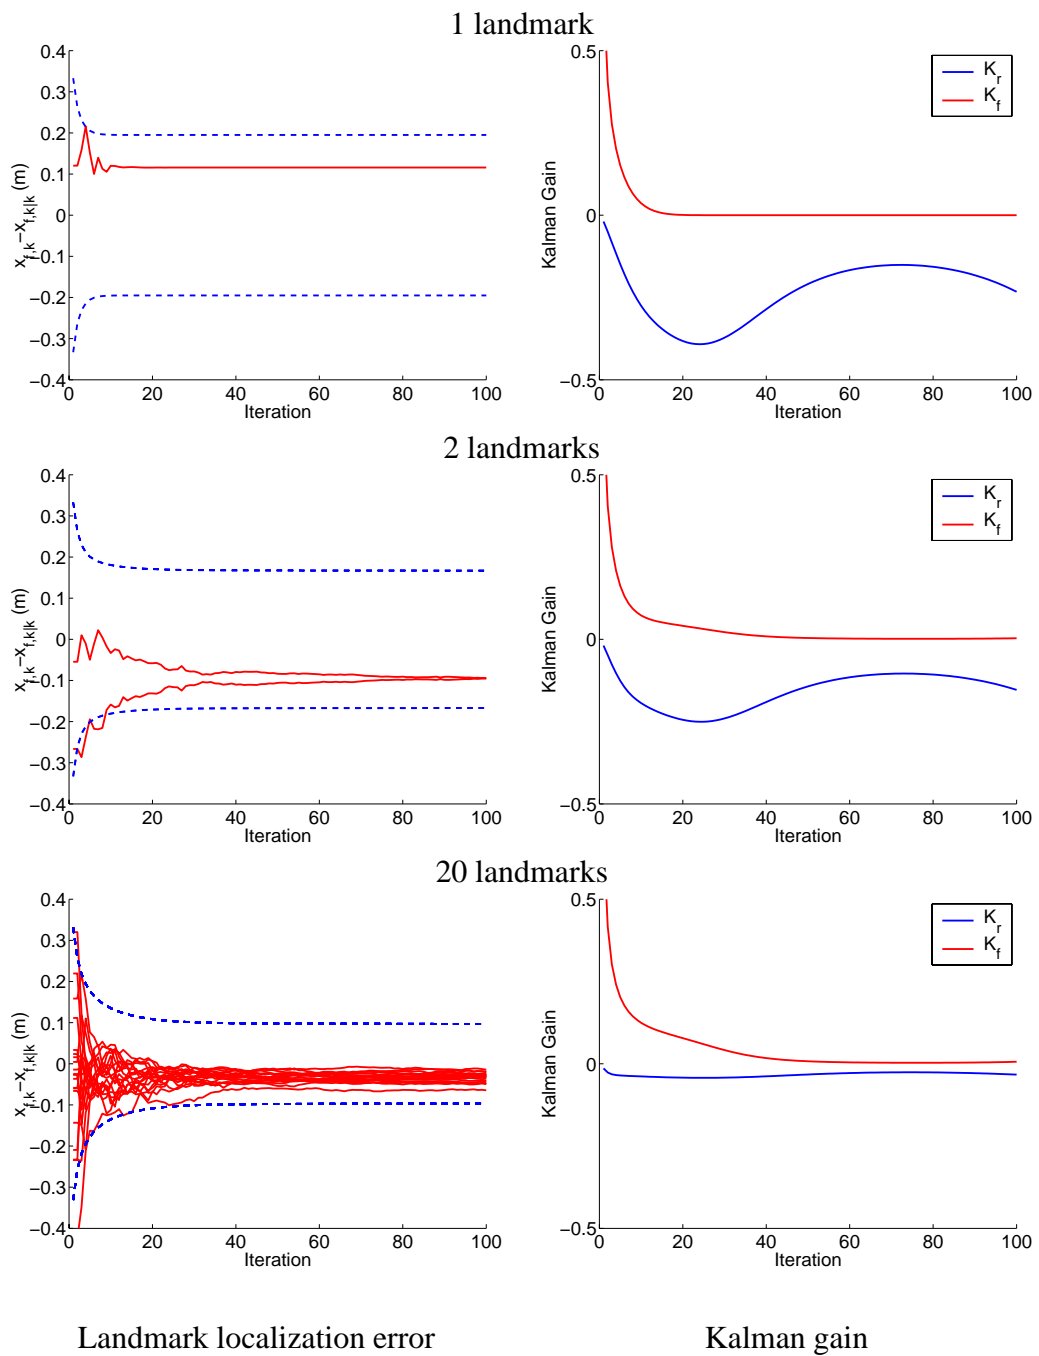 1 landmark
0.4
0.3
0.2
0.1
0
−0.1
−0.2
−0.3
−0.4
x_{f,k}−x_{f,k|k} (m)
0 20 40 60 80 100
Iteration
0.5
0
−0.5
Kalman Gain
K_r
K_f
0 20 40 60 80 100
Iteration
2 landmarks
0.4
0.3
0.2
0.1
0
−0.1
−0.2
−0.3
−0.4
x_{f,k}−x_{f,k|k} (m)
0 20 40 60 80 100
Iteration
0.5
0
−0.5
Kalman Gain
K_r
K_f
0 20 40 60 80 100
Iteration
20 landmarks
0.4
0.3
0.2
0.1
0
−0.1
−0.2
−0.3
−0.4
x_{f,k}−x_{f,k|k} (m)
0 20 40 60 80 100
Iteration
0.5
0
−0.5
Kalman Gain
K_r
K_f
0 20 40 60 80 100
Iteration
Landmark localization error
Kalman gain